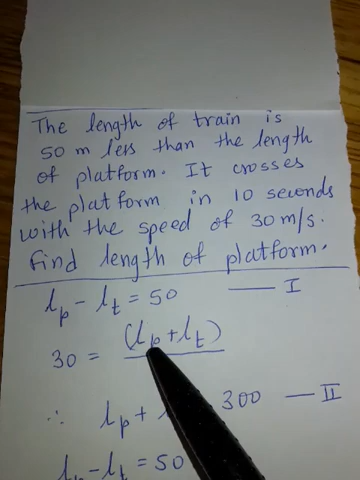 The length of train is
50 m less than the length
of platform. It crosses
the platform in 10 seconds
with the speed of 30 m/s.
Find length of platform.
lp - lt = 50 — I
30 = (lp + lt)
∴ lp + 300 — II
lp - lt = 50